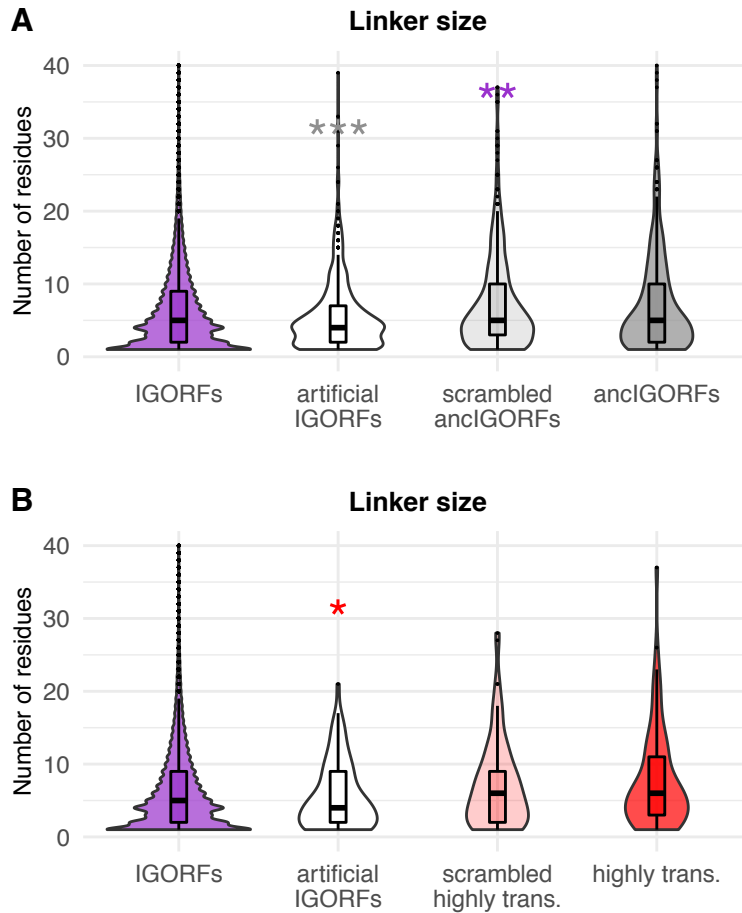 A
Linker size
Number of residues
40
30
20
10
0
***
**
IGORFs
artificial
IGORFs
scrambled
ancIGORFs
ancIGORFs
B
Linker size
Number of residues
40
30
20
10
0
*
IGORFs
artificial
IGORFs
scrambled
highly trans.
highly trans.